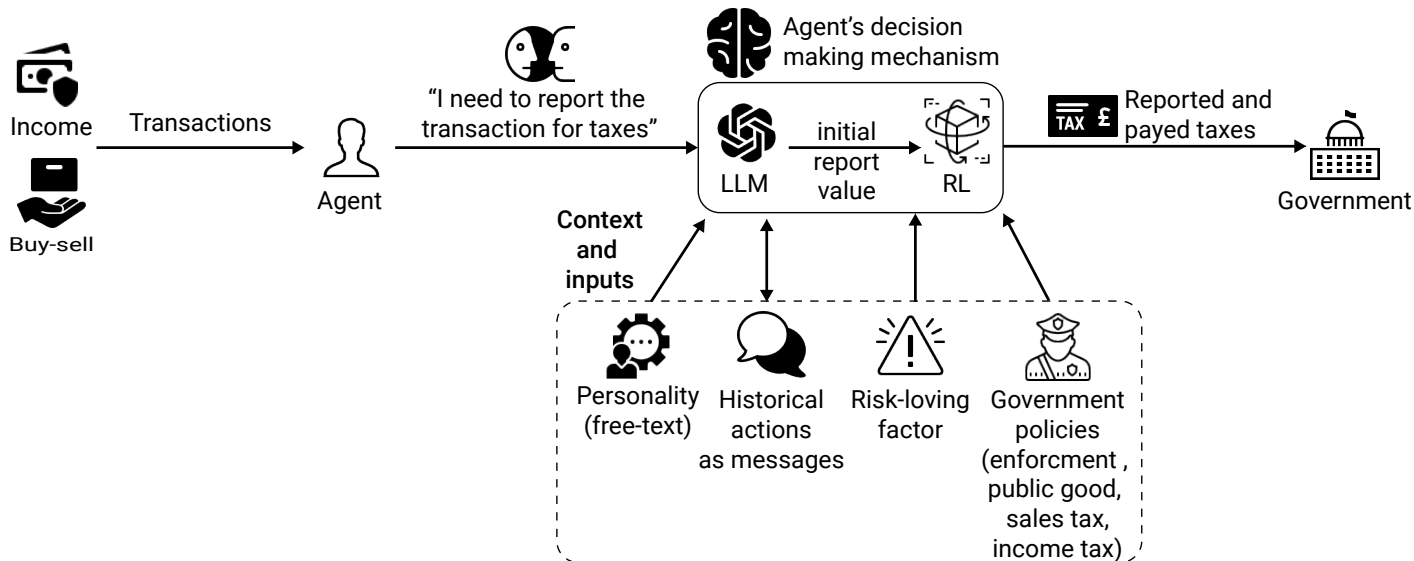 Income
Buy-sell
Transactions
Agent
“I need to report the
transaction for taxes”
Agent’s decision
making mechanism
LLM
initial
report
value
RL
TAX £
Reported and
payed taxes
Government
Context
and
inputs
Personality
(free-text)
Historical
actions
as messages
Risk-loving
factor
Government
policies
(enforcment ,
public good,
sales tax,
income tax)